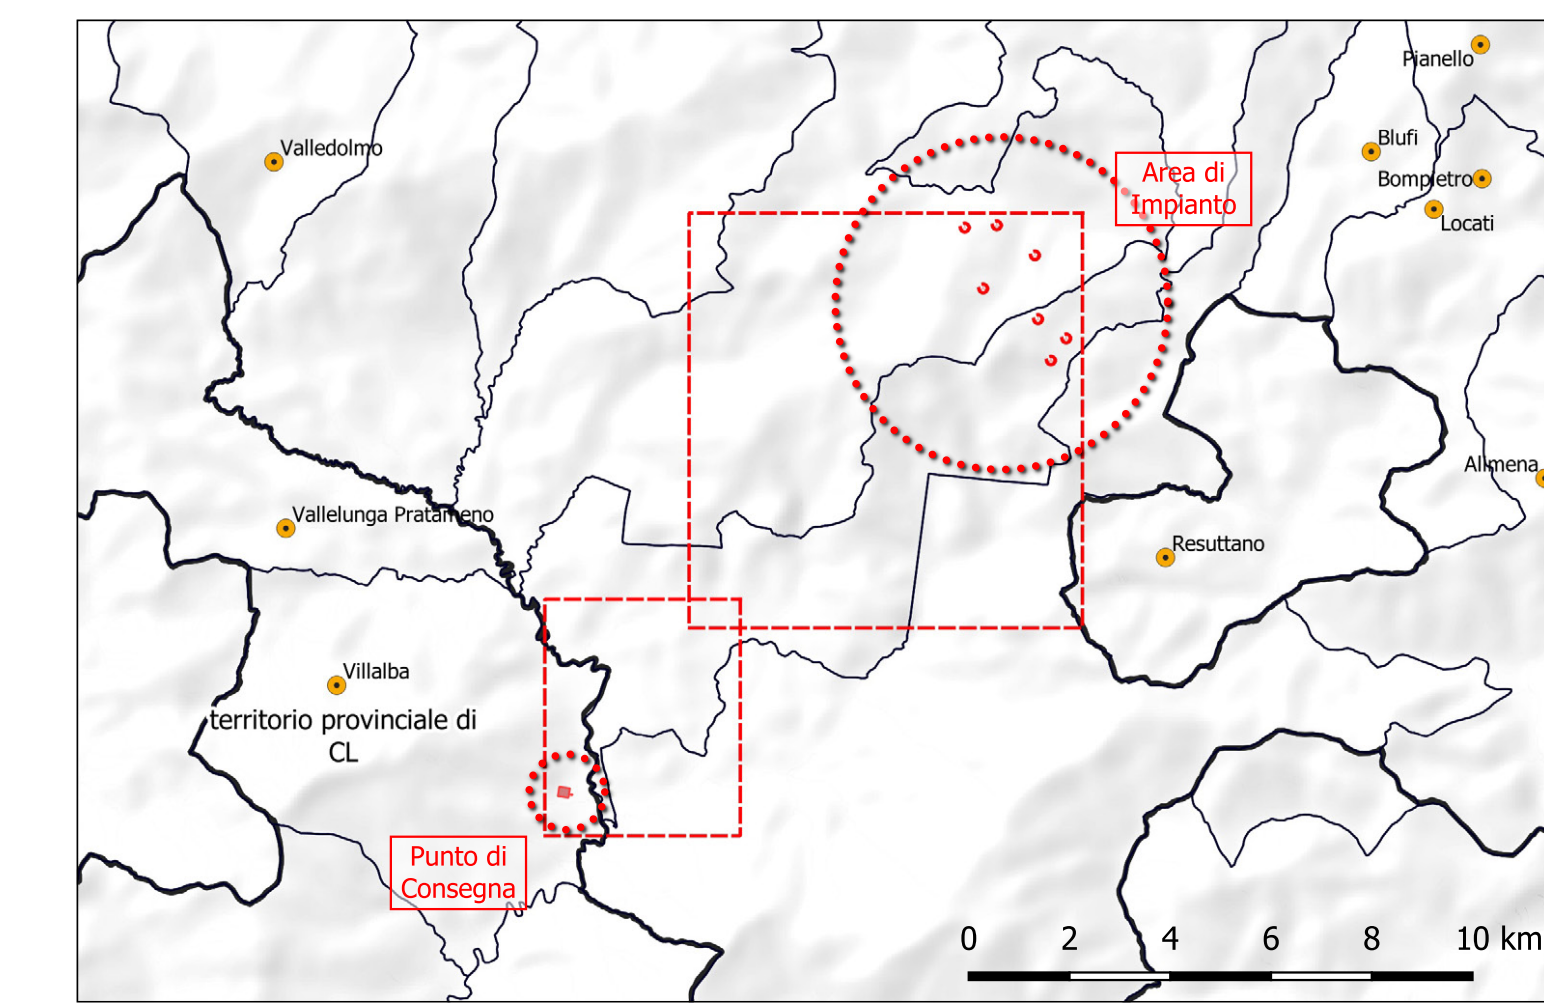 Pianello
Blufi
Valledolmo
Area di
Impianto
Bompietro
Locati
Alimena
Vallelunga Pratameno
Resuttano
Villalba
territorio provinciale di
CL
Punto di
Consegna
0 2 4 6 8 10 km